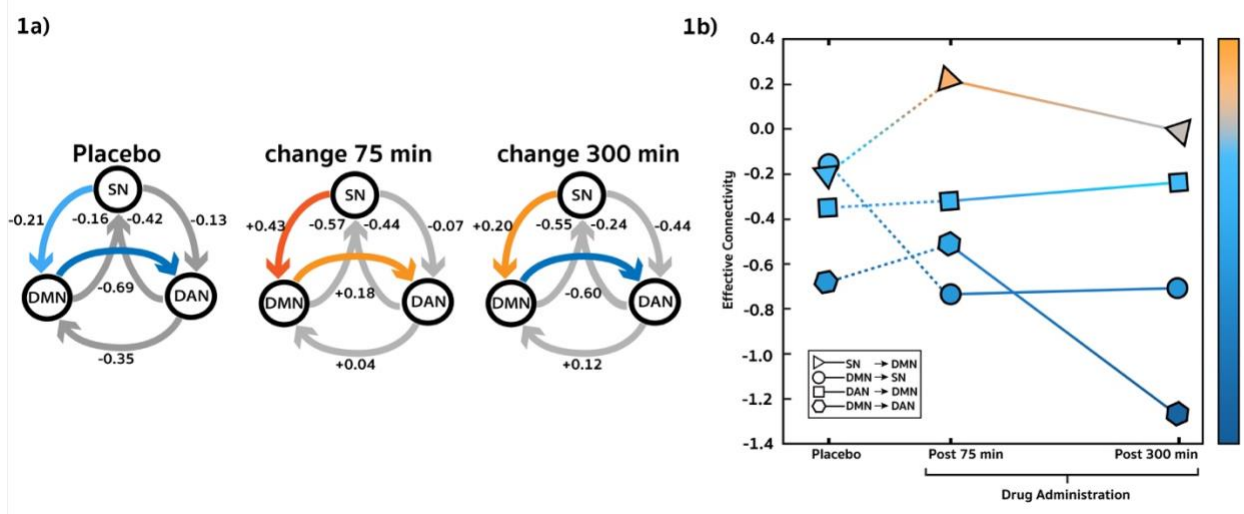 1a)
Placebo
SN
-0.21
-0.16
-0.42
-0.13
DMN
-0.69
DAN
-0.35
change 75 min
SN
+0.43
-0.57
-0.44
-0.07
DMN
+0.18
DAN
+0.04
change 300 min
SN
+0.20
-0.55
-0.24
-0.44
DMN
-0.60
DAN
+0.12
1b)
Effective Connectivity
0.4
0.2
0.0
-0.2
-0.4
-0.6
-0.8
-1.0
-1.2
-1.4
SN → DMN
DMN → SN
DAN → DMN
DMN → DAN
Placebo
Post 75 min
Post 300 min
Drug Administration